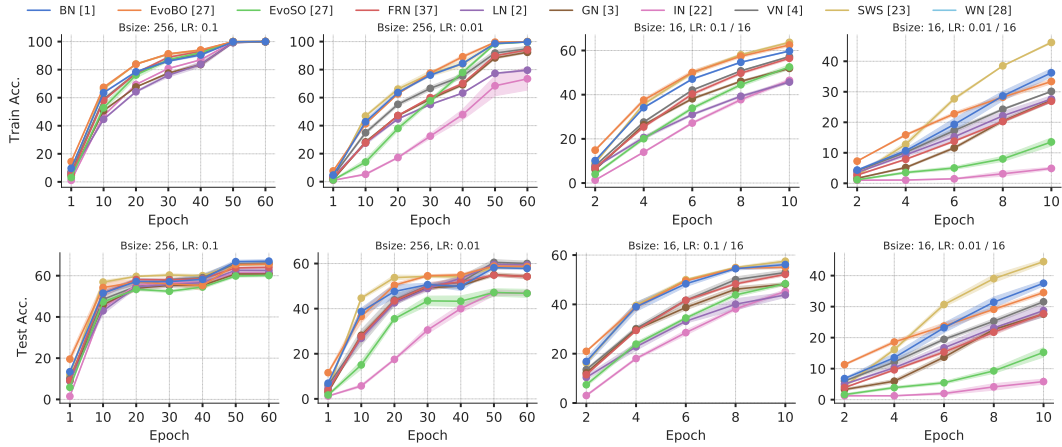 BN [1] EvoBO [27] EvoSO [27] FRN [37] LN [2] GN [3] IN [22] VN [4] SWS [23] WN [28]
Bsize: 256, LR: 0.1 Bsize: 256, LR: 0.01 Bsize: 16, LR: 0.1 / 16 Bsize: 16, LR: 0.01 / 16
Train Acc.
100 100
80 80 60 40
60 60 40 30
40 40 20 20
20 20 10
0 0 0 0
1 10 20 30 40 50 60 1 10 20 30 40 50 60 2 4 6 8 10 2 4 6 8 10
Epoch Epoch Epoch Epoch
Bsize: 256, LR: 0.1 Bsize: 256, LR: 0.01 Bsize: 16, LR: 0.1 / 16 Bsize: 16, LR: 0.01 / 16
Test Acc.
60 60 60 40
40 40 40 30
20 20 20 20
10
0 0 0 0
1 10 20 30 40 50 60 1 10 20 30 40 50 60 2 4 6 8 10 2 4 6 8 10
Epoch Epoch Epoch Epoch